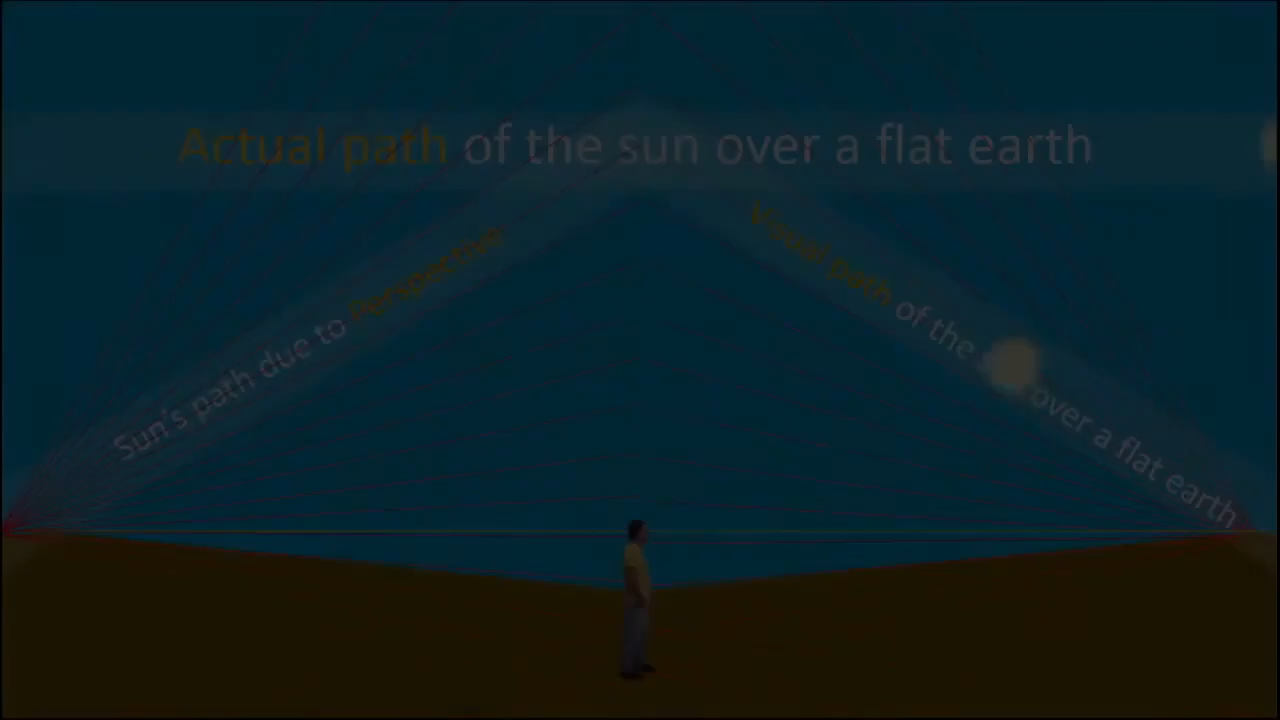 Actual path of the sun over a flat earth
Sun's path due to Perspective
Visual path of the over a flat earth